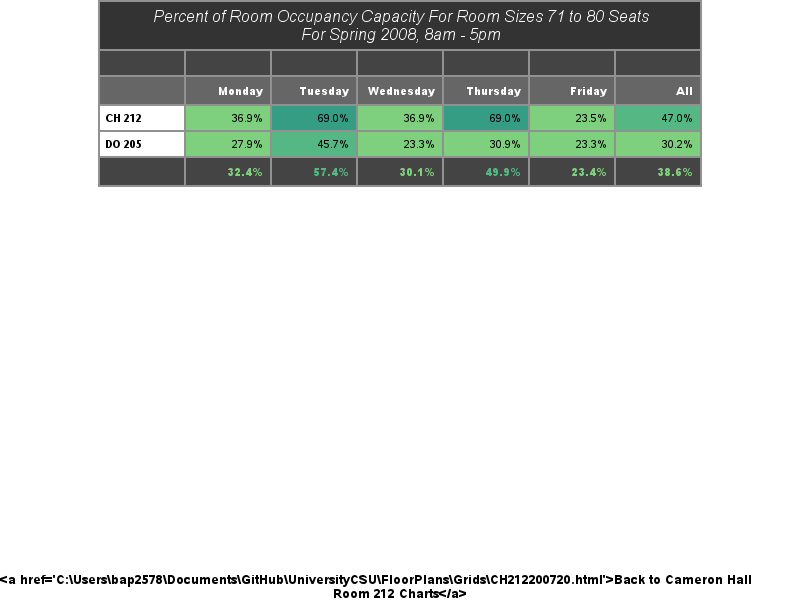 Percent of Room Occupancy Capacity For Room Sizes 71 to 80 Seats
For Spring 2008, 8am - 5pm
Monday Tuesday Wednesday Thursday Friday All
CH 212 36.9% 69.0% 36.9% 69.0% 23.5% 47.0%
DO 205 27.9% 45.7% 23.3% 30.9% 23.3% 30.2%
32.4% 57.4% 30.1% 49.9% 23.4% 38.6%
<a href='C:\Users\bap2578\Documents\GitHub\UniversityCSU\FloorPlans\Grids\CH212200720.html'>Back to Cameron Hall
Room 212 Charts</a>